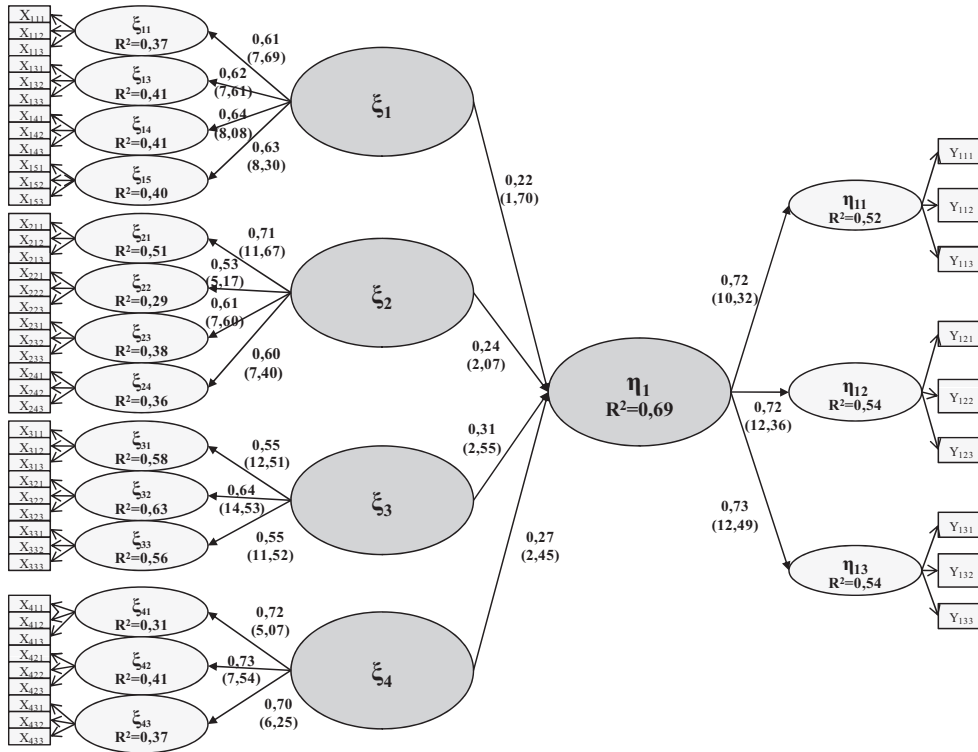 X111
X112
X113
X131
X132
X133
X141
X142
X143
X151
X152
X153
ξ11
R²=0,37
ξ13
R²=0,41
ξ14
R²=0,41
ξ15
R²=0,40
0,61
(7,69)
0,62
(7,61)
0,64
(8,08)
0,63
(8,30)
ξ1
X211
X212
X213
X221
X222
X223
X231
X232
X233
X241
X242
X243
ξ21
R²=0,51
ξ22
R²=0,29
ξ23
R²=0,38
ξ24
R²=0,36
0,71
(11,67)
0,53
(5,17)
0,61
(7,60)
0,60
(7,40)
ξ2
X311
X312
X313
X321
X322
X323
X331
X332
X333
ξ31
R²=0,58
ξ32
R²=0,63
ξ33
R²=0,56
0,55
(12,51)
0,64
(14,53)
0,55
(11,52)
ξ3
X411
X412
X413
X421
X422
X423
X431
X432
X433
ξ41
R²=0,31
ξ42
R²=0,41
ξ43
R²=0,37
0,72
(5,07)
0,73
(7,54)
0,70
(6,25)
ξ4
0,22
(1,70)
0,24
(2,07)
0,31
(2,55)
0,27
(2,45)
η1
R²=0,69
0,72
(10,32)
0,72
(12,36)
0,73
(12,49)
η11
R²=0,52
η12
R²=0,54
η13
R²=0,54
Y111
Y112
Y113
Y121
Y122
Y123
Y131
Y132
Y133